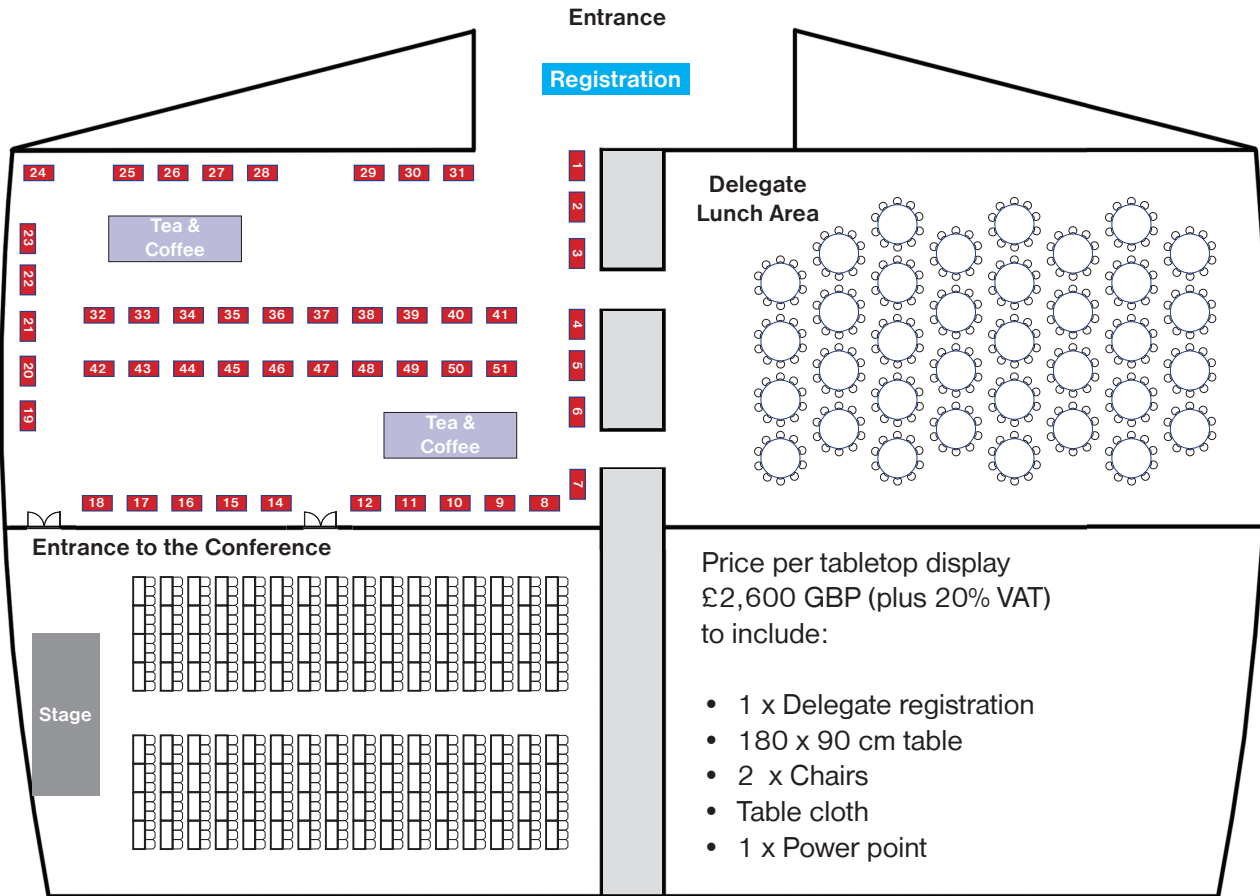 Entrance
Registration
24 25 26 27 28 29 30 31
1
2
3
Tea &
Coffee
23
22
21
20
19
32 33 34 35 36 37 38 39 40 41
42 43 44 45 46 47 48 49 50 51
4
5
6
7
Tea &
Coffee
18 17 16 15 14 12 11 10 9 8
Delegate
Lunch Area
Entrance to the Conference
Stage
Price per tabletop display
£2,600 GBP (plus 20% VAT)
to include:
• 1 x Delegate registration
• 180 x 90 cm table
• 2 x Chairs
• Table cloth
• 1 x Power point